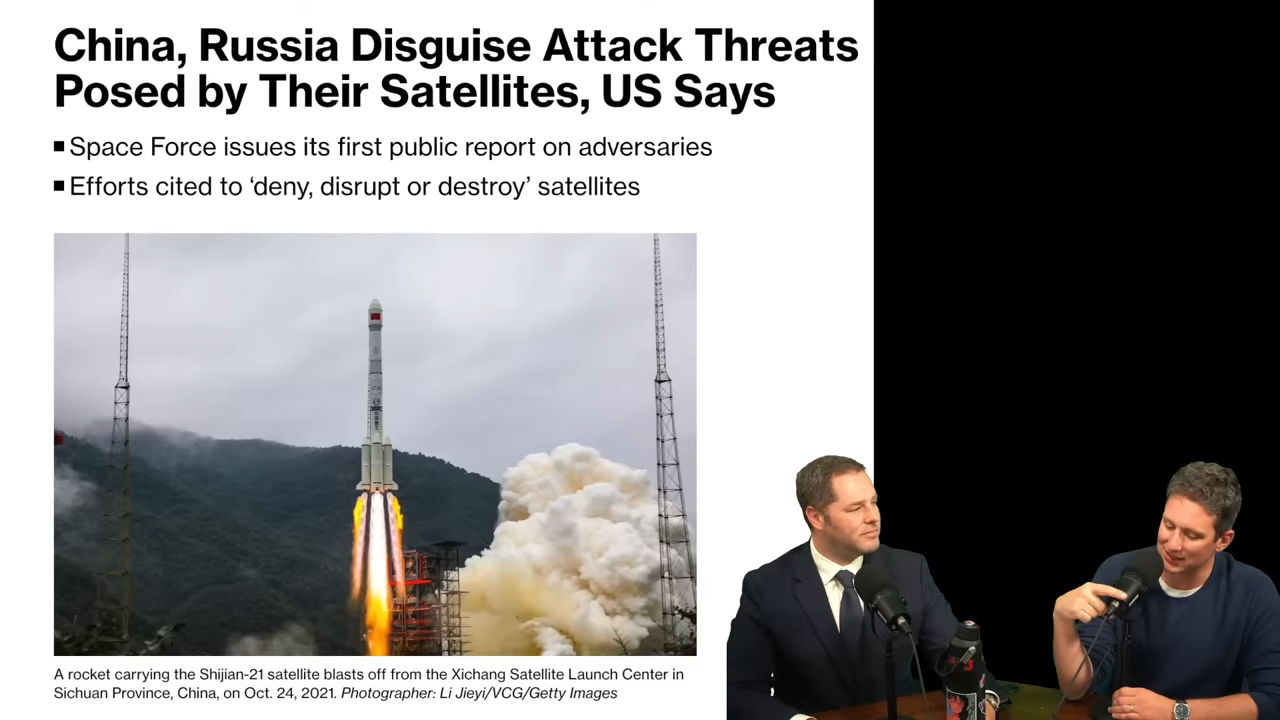 China, Russia Disguise Attack Threats
Posed by Their Satellites, US Says
Space Force issues its first public report on adversaries
Efforts cited to ‘deny, disrupt or destroy’ satellites
A rocket carrying the Shijian-21 satellite blasts off from the Xichang Satellite Launch Center in
Sichuan Province, China, on Oct. 24, 2021. Photographer: Li Jieyi/VCG/Getty Images